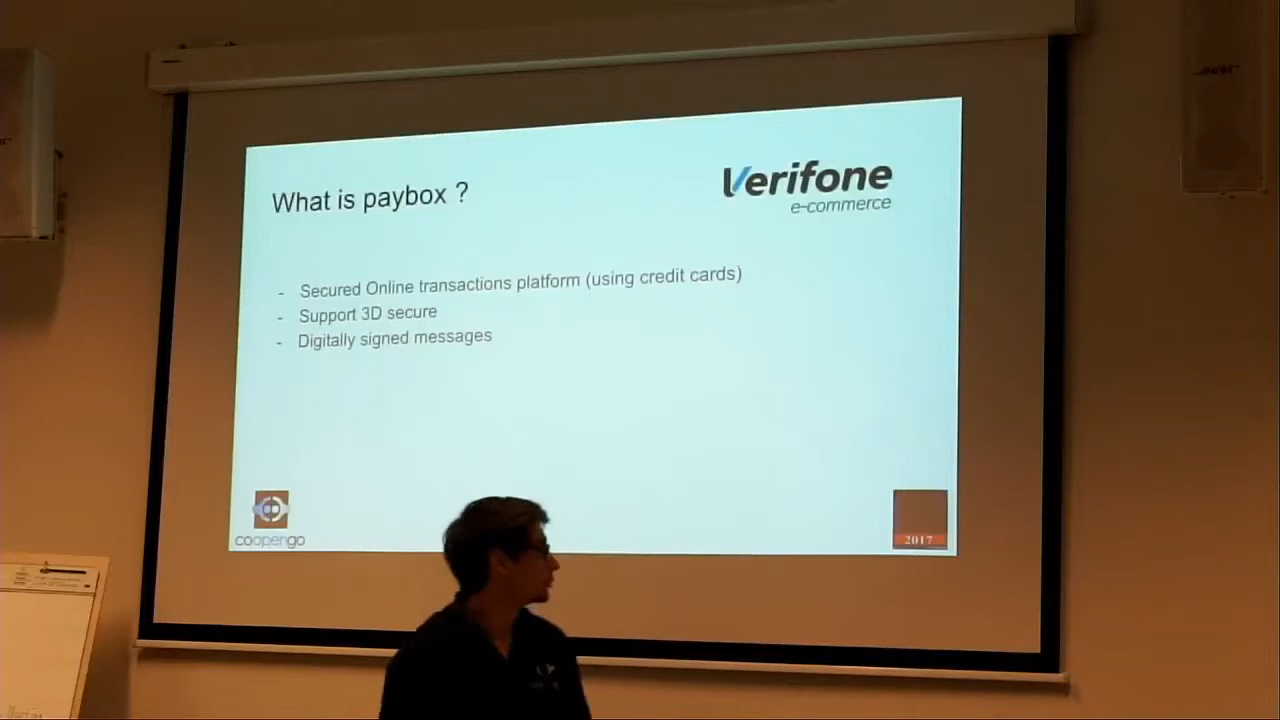 What is paybox ?
Verifone
e-commerce
- Secured Online transactions platform (using credit cards)
- Support 3D secure
- Digitally signed messages
coopengo
2017